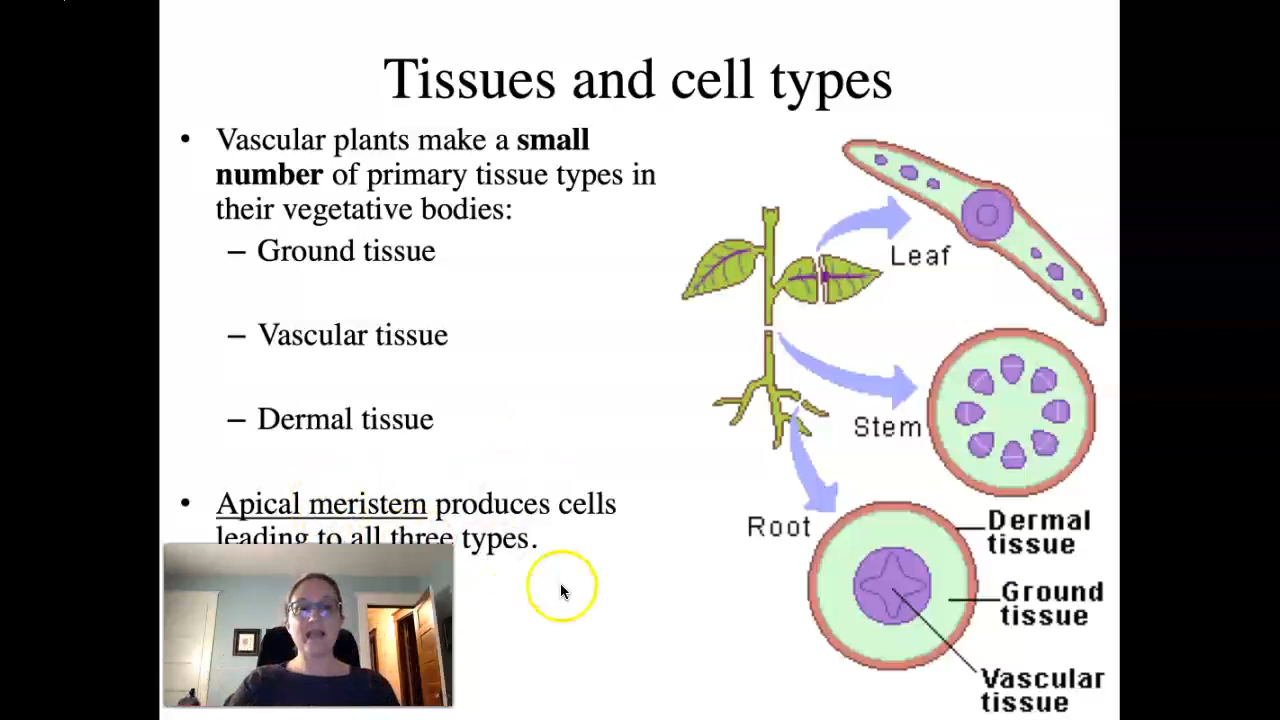 Tissues and cell types
• Vascular plants make a small
number of primary tissue types in
their vegetative bodies:
– Ground tissue
– Vascular tissue
– Dermal tissue
• Apical meristem produces cells
leading to all three types.
Leaf
Stem
Root
Dermal
tissue
Ground
tissue
Vascular
tissue